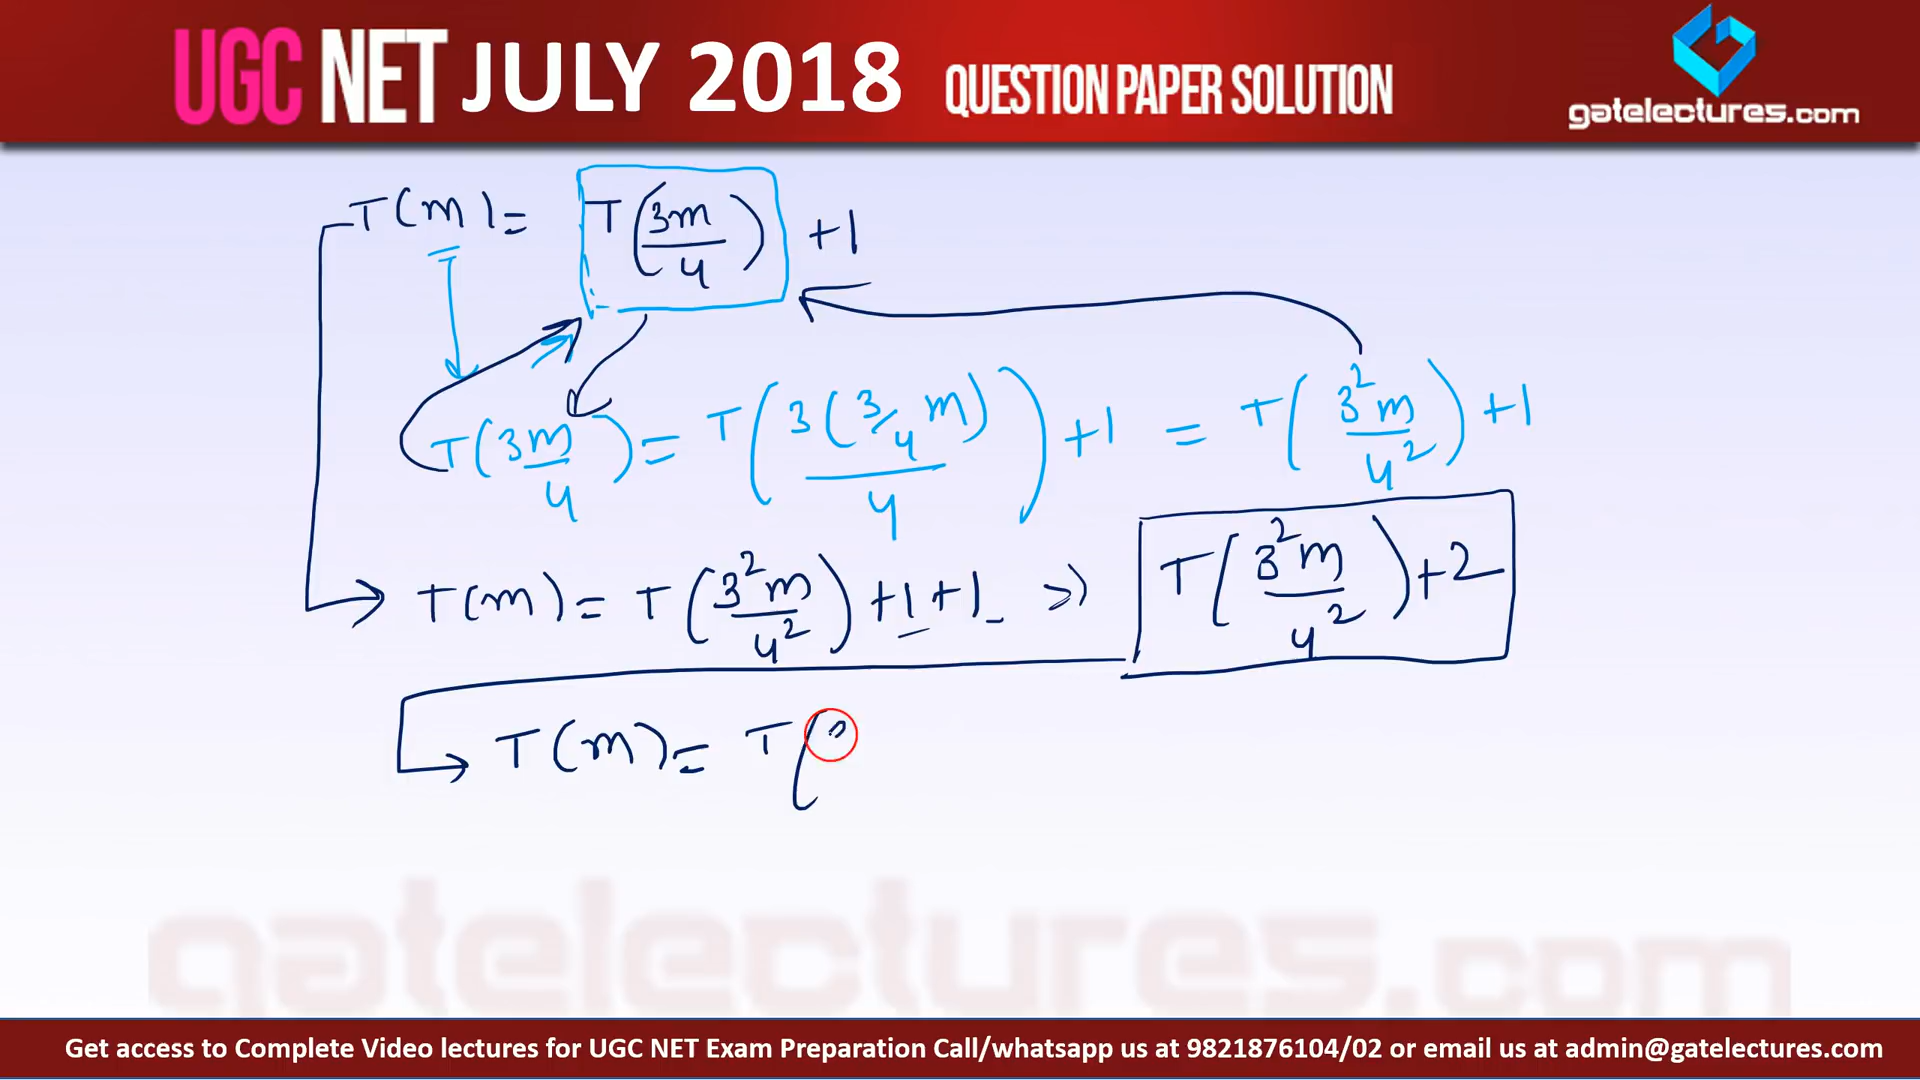 UGC NET JULY 2018 QUESTION PAPER SOLUTION
gatelectures.com
T(m) = T(3m/4) + 1
T(3m/4) = T(3(3/4 m)/4) + 1 = T(3²m/4²) + 1
T(m) = T(3²m/4²) + 1 + 1 ⇒ T(3²m/4²) + 2
T(m) = T(
gatelectures.com
Get access to Complete Video lectures for UGC NET Exam Preparation Call/whatsapp us at 9821876104/02 or email us at admin@gatelectures.com